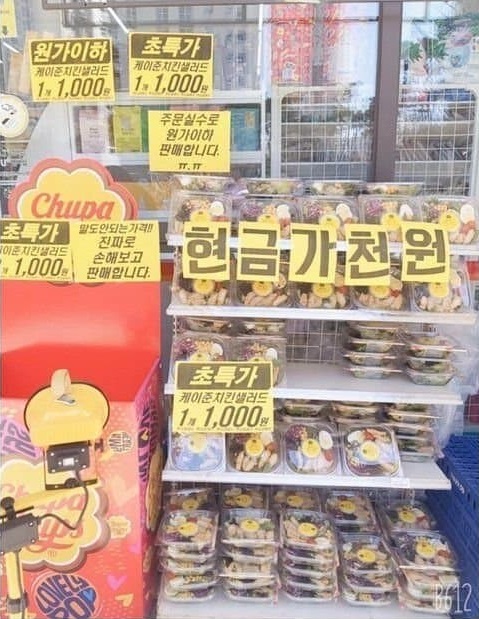 원가이하
케이준치킨샐러드
1개 1,000원
초특가
케이준치킨샐러드
1개 1,000원
주문실수로
원가이하
판매합니다.
ㅠ.ㅠ
Chupa
초특가
이준치킨샐러드
1,000원
말도안되는가격!!
진짜로
손해보고
판매합니다.
현금가천원
초특가
케이준치킨샐러드
1개 1,000원
Chupa
Chups
LOVELY
POP
B612